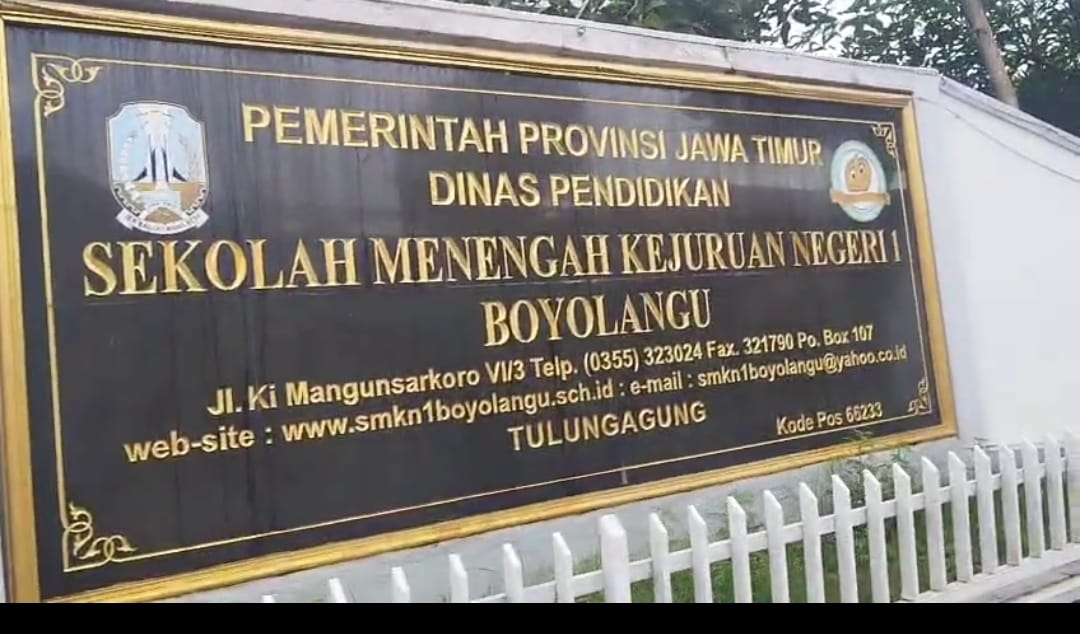 PEMERINTAH PROVINSI JAWA TIMUR
DINAS PENDIDIKAN
SEKOLAH MENENGAH KEJURUAN NEGERI 1
BOYOLANGU
Jl. Ki Mangunsarkoro VI/3 Telp. (0355) 323024 Fax. 321790 Po. Box 107
web-site : www.smkn1boyolangu.sch.id : e-mail : smkn1boyolangu@yahoo.co.id
TULUNGAGUNG
Kode Pos 66233